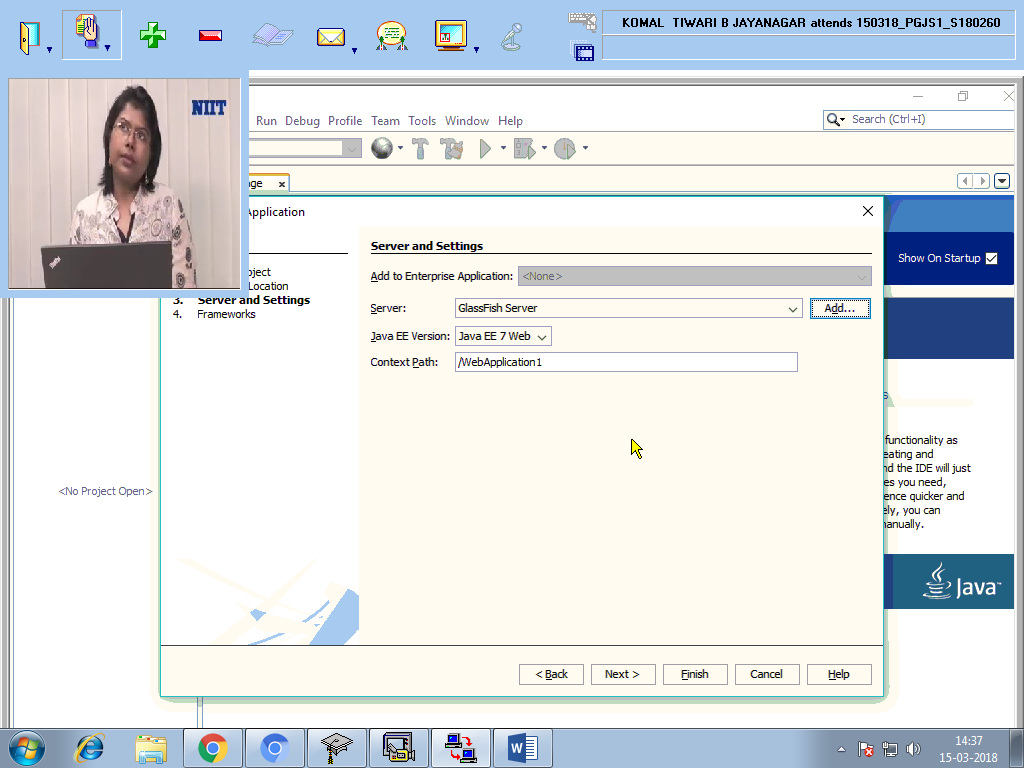 KOMAL TIWARI B JAYANAGAR attends 150318_PGJS1_S180260
NIIT
Run Debug Profile Team Tools Window Help
Search (Ctrl+I)
ge x
Application
Show On Startup
Server and Settings
oject
Location
3. Server and Settings
4. Frameworks
Add to Enterprise Application: <None>
Server: GlassFish Server Add...
Java EE Version: Java EE 7 Web
Context Path: /WebApplication1
s
functionality as
eating and
nd the IDE will just
es you need,
ence quicker and
ely, you can
manually.
<No Project Open>
Java™
< Back Next > Finish Cancel Help
14:37
15-03-2018